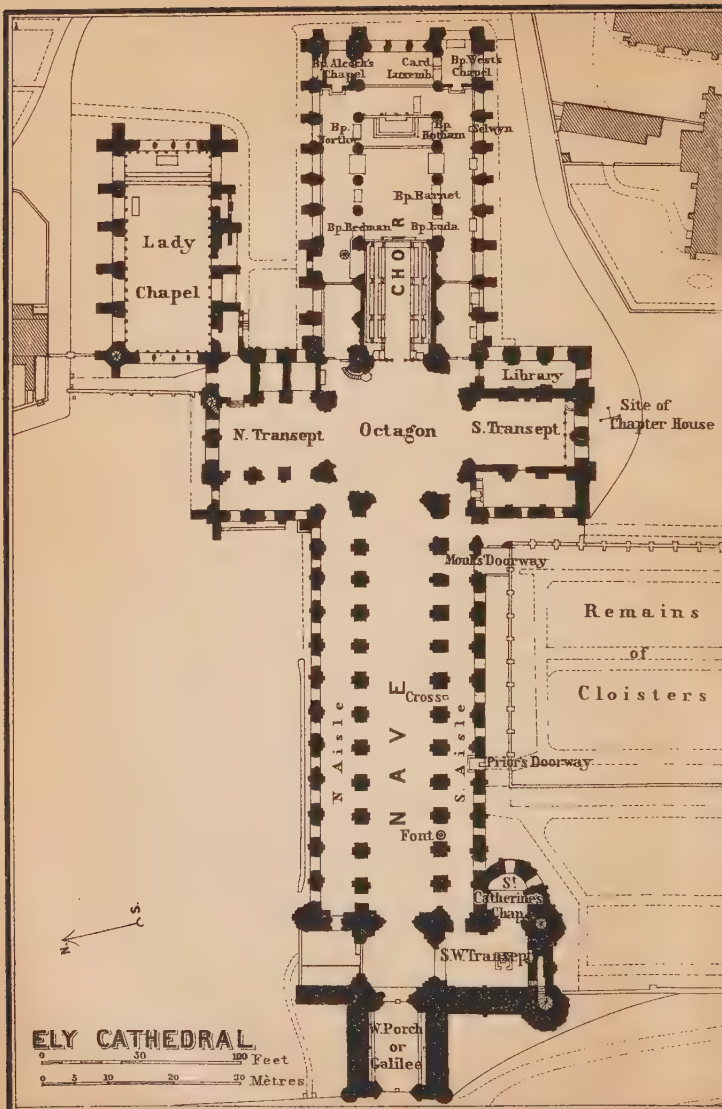 Bp. Alcock's
Chapel
Card.
Luxemb.
Bp. West's
Chapel
Bp.
Northw.
Bp.
Hotham
Selwyn
Bp. Barnet
Bp. Redman
Bp. Luda
CHOIR
Lady
Chapel
Library
N. Transept
Octagon
S. Transept
Site of
Chapter House
Monks' Doorway
Remains
of
Cloisters
Cross
NAVE
N Aisle
S. Aisle
Prior's Doorway
Font
St
Catherine's
Chap.
N. S.
S.W. Transept
W. Porch
or
Galilee
ELY CATHEDRAL
0 50 100 Feet
0 5 10 20 30 Mètres